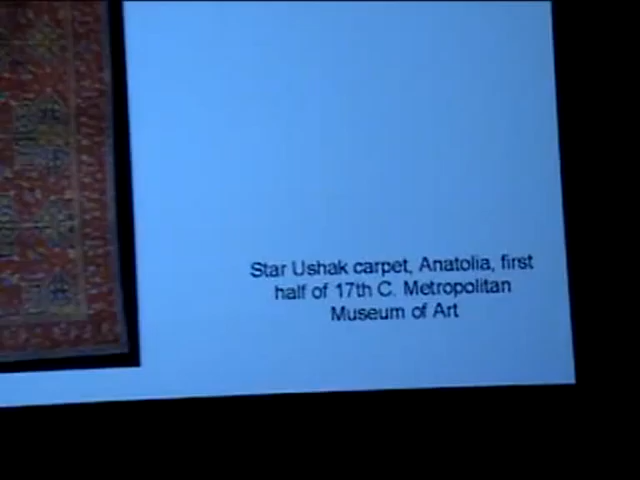 Star Ushak carpet, Anatolia, first
half of 17th C. Metropolitan
Museum of Art